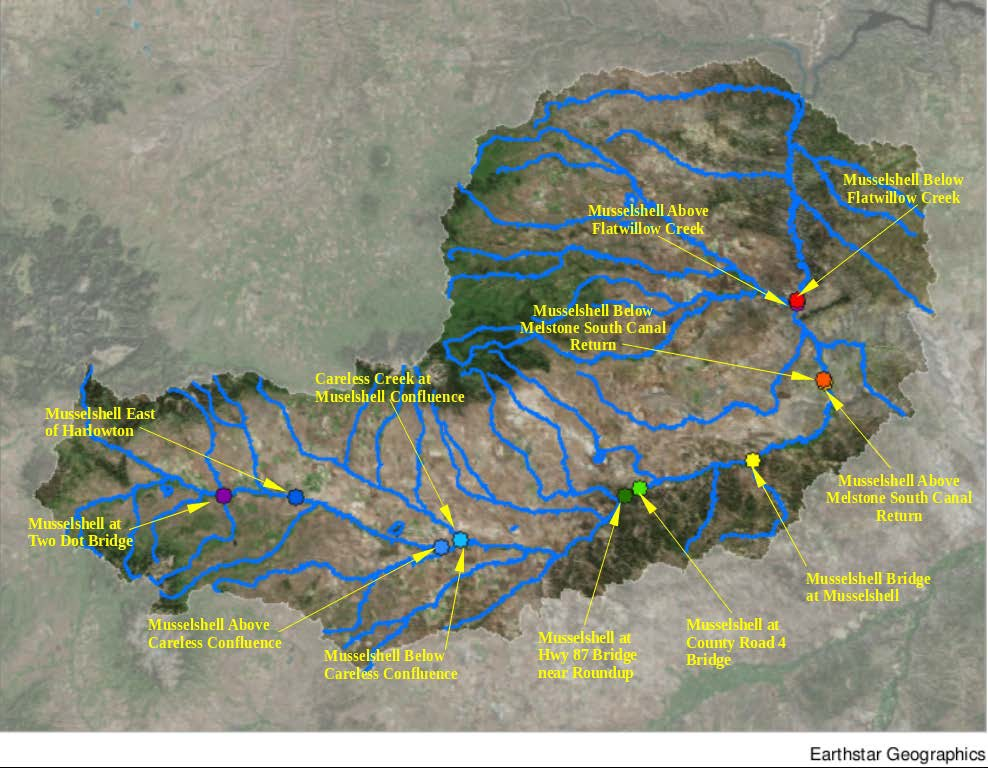 Musselshell Below
Flatwillow Creek
Musselshell Above
Flatwillow Creek
Musselshell Below
Melstone South Canal
Return
Careless Creek at
Muselshell Confluence
Musselshell East
of Harlowton
Musselshell Above
Melstone South Canal
Return
Musselshell at
Two Dot Bridge
Musselshell Bridge
at Musselshell
Musselshell Above
Careless Confluence
Musselshell Below
Careless Confluence
Musselshell at
Hwy 87 Bridge
near Roundup
Musselshell at
County Road 4
Bridge
Earthstar Geographics